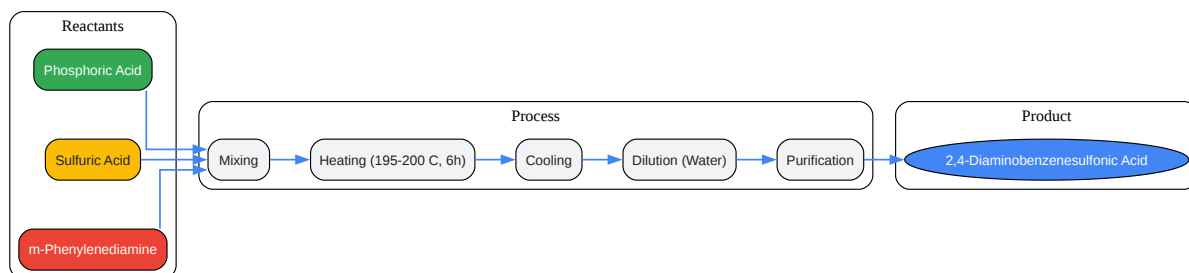 Reactants
Phosphoric Acid
Sulfuric Acid
m-Phenylenediamine
Process
Mixing
Heating (195-200 C, 6h)
Cooling
Dilution (Water)
Purification
Product
2,4-Diaminobenzenesulfonic Acid